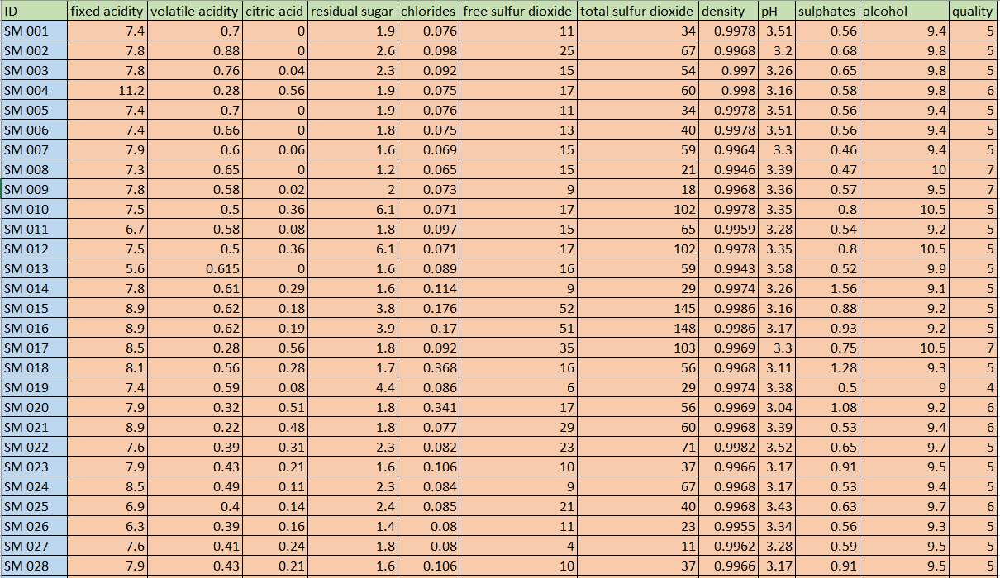 ID fixed acidity volatile acidity citric acid residual sugar chlorides free sulfur dioxide total sulfur dioxide density pH sulphates alcohol quality
SM 001 7.4 0.7 0 1.9 0.076 11 34 0.9978 3.51 0.56 9.4 5
SM 002 7.8 0.88 0 2.6 0.098 25 67 0.9968 3.2 0.68 9.8 5
SM 003 7.8 0.76 0.04 2.3 0.092 15 54 0.997 3.26 0.65 9.8 5
SM 004 11.2 0.28 0.56 1.9 0.075 17 60 0.998 3.16 0.58 9.8 6
SM 005 7.4 0.7 0 1.9 0.076 11 34 0.9978 3.51 0.56 9.4 5
SM 006 7.4 0.66 0 1.8 0.075 13 40 0.9978 3.51 0.56 9.4 5
SM 007 7.9 0.6 0.06 1.6 0.069 15 59 0.9964 3.3 0.46 9.4 5
SM 008 7.3 0.65 0 1.2 0.065 15 21 0.9946 3.39 0.47 10 7
SM 009 7.8 0.58 0.02 2 0.073 9 18 0.9968 3.36 0.57 9.5 7
SM 010 7.5 0.5 0.36 6.1 0.071 17 102 0.9978 3.35 0.8 10.5 5
SM 011 6.7 0.58 0.08 1.8 0.097 15 65 0.9959 3.28 0.54 9.2 5
SM 012 7.5 0.5 0.36 6.1 0.071 17 102 0.9978 3.35 0.8 10.5 5
SM 013 5.6 0.615 0 1.6 0.089 16 59 0.9943 3.58 0.52 9.9 5
SM 014 7.8 0.61 0.29 1.6 0.114 9 29 0.9974 3.26 1.56 9.1 5
SM 015 8.9 0.62 0.18 3.8 0.176 52 145 0.9986 3.16 0.88 9.2 5
SM 016 8.9 0.62 0.19 3.9 0.17 51 148 0.9986 3.17 0.93 9.2 5
SM 017 8.5 0.28 0.56 1.8 0.092 35 103 0.9969 3.3 0.75 10.5 7
SM 018 8.1 0.56 0.28 1.7 0.368 16 56 0.9968 3.11 1.28 9.3 5
SM 019 7.4 0.59 0.08 4.4 0.086 6 29 0.9974 3.38 0.5 9 4
SM 020 7.9 0.32 0.51 1.8 0.341 17 56 0.9969 3.04 1.08 9.2 6
SM 021 8.9 0.22 0.48 1.8 0.077 29 60 0.9968 3.39 0.53 9.4 6
SM 022 7.6 0.39 0.31 2.3 0.082 23 71 0.9982 3.52 0.65 9.7 5
SM 023 7.9 0.43 0.21 1.6 0.106 10 37 0.9966 3.17 0.91 9.5 5
SM 024 8.5 0.49 0.11 2.3 0.084 9 67 0.9968 3.17 0.53 9.4 5
SM 025 6.9 0.4 0.14 2.4 0.085 21 40 0.9968 3.43 0.63 9.7 6
SM 026 6.3 0.39 0.16 1.4 0.08 11 23 0.9955 3.34 0.56 9.3 5
SM 027 7.6 0.41 0.24 1.8 0.08 4 11 0.9962 3.28 0.59 9.5 5
SM 028 7.9 0.43 0.21 1.6 0.106 10 37 0.9966 3.17 0.91 9.5 5